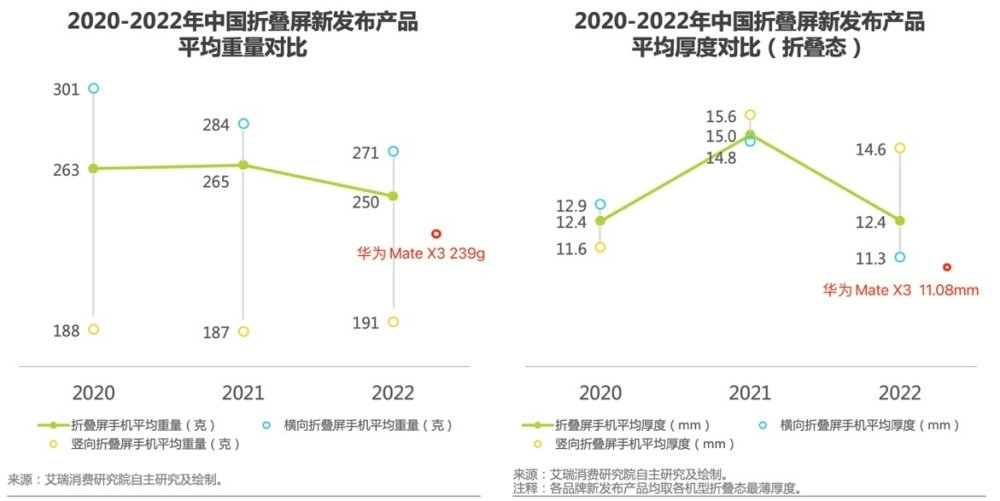 2020-2022年中国折叠屏新发布产品
平均重量对比
301
284
271
263
265
250
华为 Mate X3 239g
188
187
191
2020
2021
2022
折叠屏手机平均重量（克）
横向折叠屏手机平均重量（克）
竖向折叠屏手机平均重量（克）
来源：艾瑞消费研究院自主研究及绘制。
2020-2022年中国折叠屏新发布产品
平均厚度对比（折叠态）
15.6
15.0
14.8
14.6
12.9
12.4
12.4
11.6
11.3
华为 Mate X3 11.08mm
2020
2021
2022
折叠屏手机平均厚度（mm）
横向折叠屏手机平均厚度（mm）
竖向折叠屏手机平均厚度（mm）
来源：艾瑞消费研究院自主研究及绘制。
注释：各品牌新发布产品均取各机型折叠态最薄厚度。